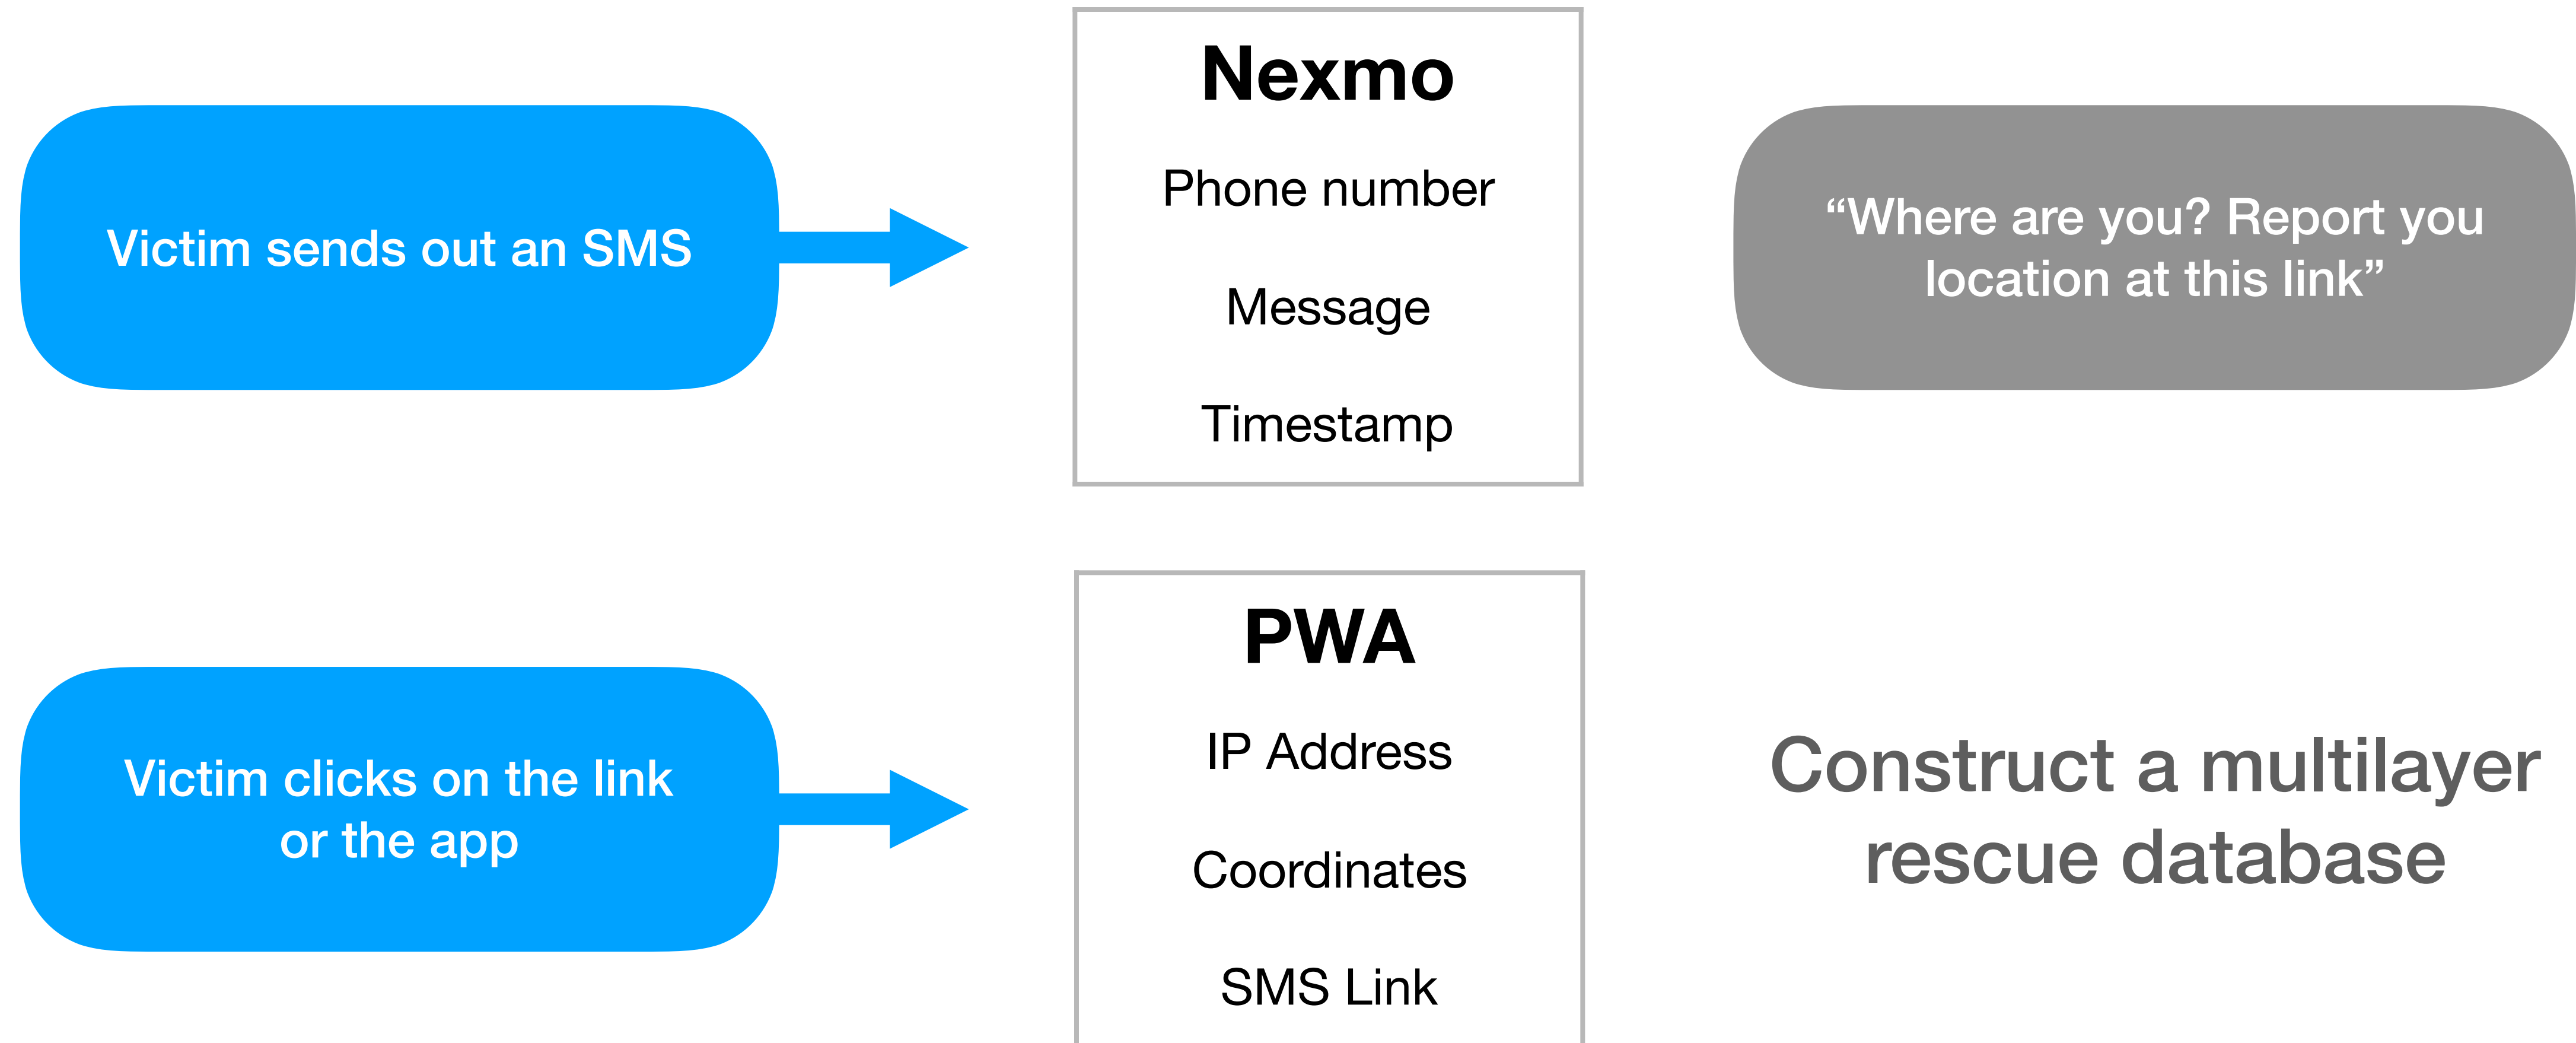 Victim sends out an SMS
Nexmo
Phone number
Message
Timestamp
“Where are you? Report you
location at this link”
Victim clicks on the link
or the app
PWA
IP Address
Coordinates
SMS Link
Construct a multilayer
rescue database